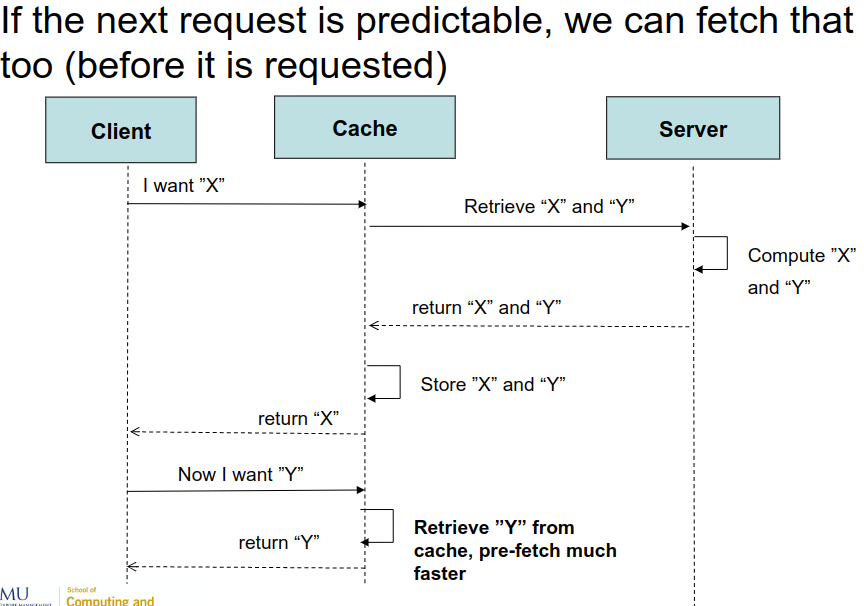 If the next request is predictable, we can fetch that
too (before it is requested)
Client
Cache
Server
I want ”X”
Retrieve “X” and “Y”
Compute ”X”
and “Y”
return “X” and “Y”
Store ”X” and “Y”
return “X”
Now I want ”Y”
Retrieve ”Y” from
cache, pre-fetch much
faster
return “Y”
MU
School of
Computing and